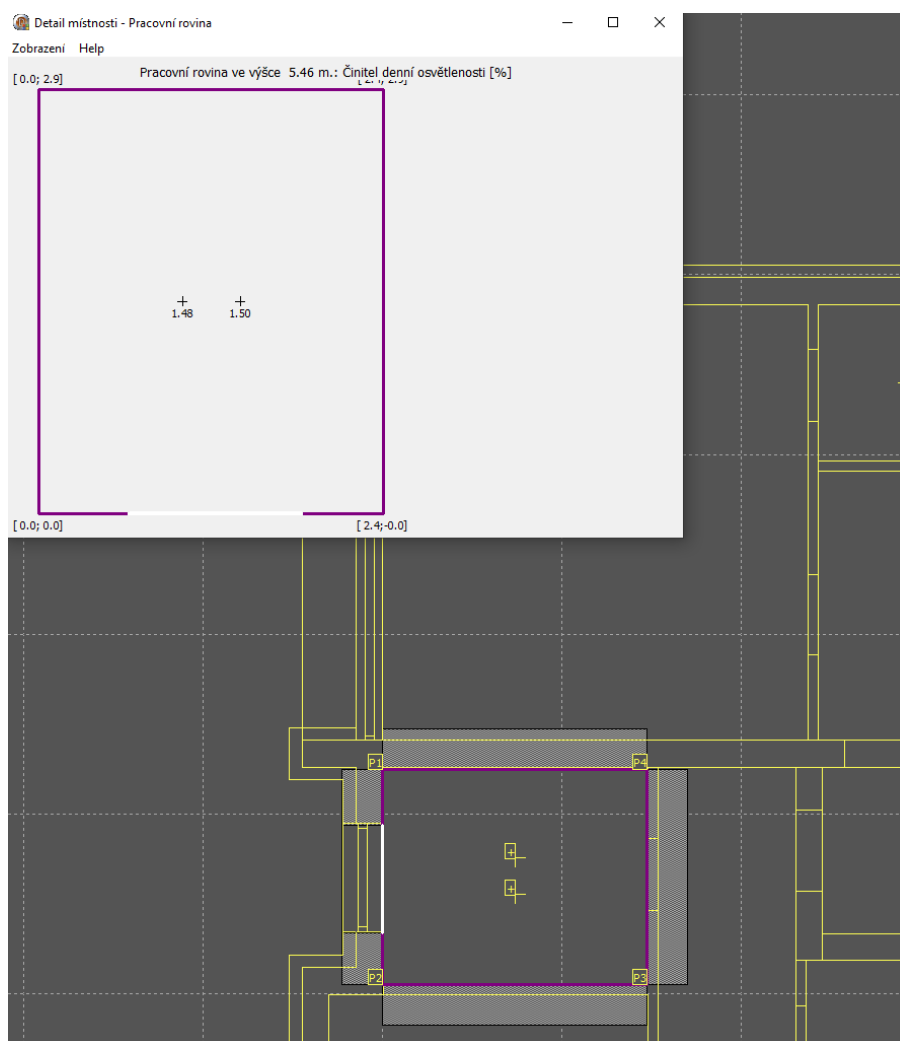 Detail místnosti - Pracovní rovina
Zobrazení Help
Pracovní rovina ve výšce 5.46 m.: Činitel denní osvětlenosti [%]
[ 0.0; 2.9]
1.48 1.50
[ 0.0; 0.0] [ 2.4;-0.0]
P1 P4
P2 P3